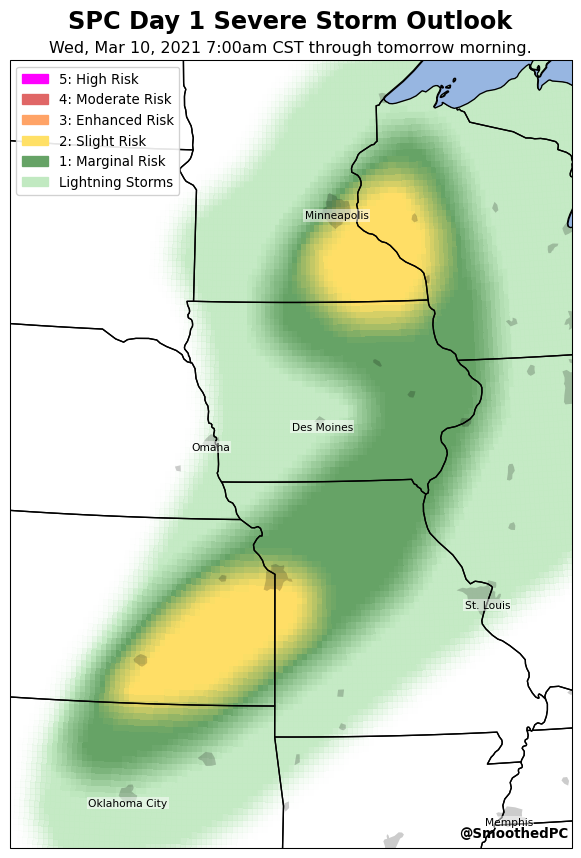 SPC Day 1 Severe Storm Outlook
Wed, Mar 10, 2021 7:00am CST through tomorrow morning.
5: High Risk
4: Moderate Risk
3: Enhanced Risk
2: Slight Risk
1: Marginal Risk
Lightning Storms
Minneapolis
Des Moines
Omaha
St. Louis
Oklahoma City
Memphis
@SmoothedPC